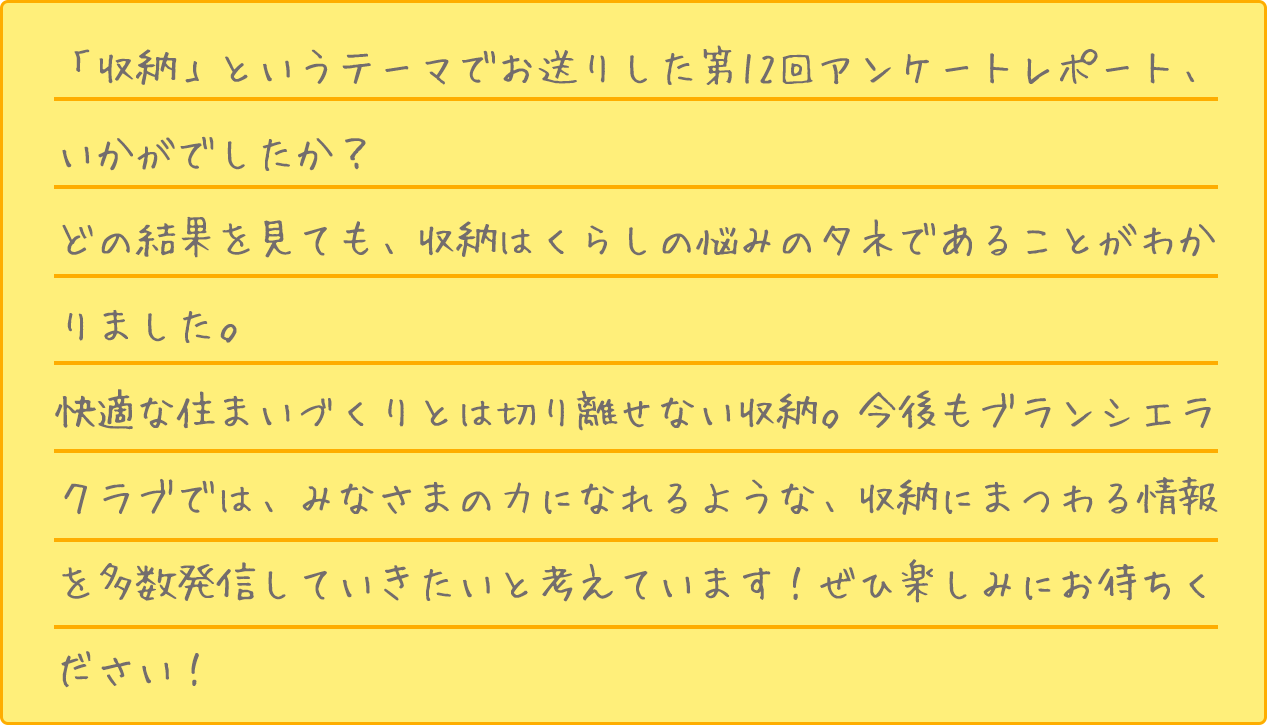 「収納」というテーマでお送りした第12回アンケートレポート、
いかがでしたか？
どの結果を見ても、収納はくらしの悩みのタネであることがわか
りました。
快適な住まいづくりとは切り離せない収納。今後もブランシエラ
クラブでは、みなさまの力になれるような、収納にまつわる情報
を多数発信していきたいと考えています！ぜひ楽しみにお待ちく
ださい！